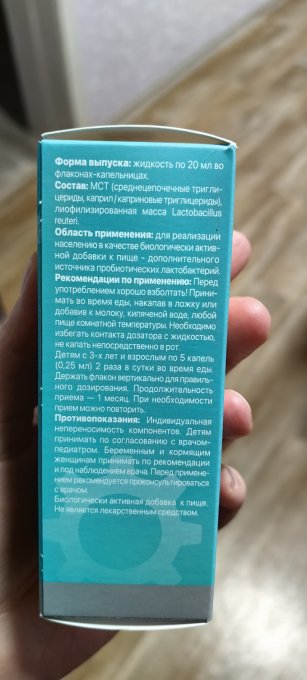 Форма выпуска: жидкость по 20 мл во
флаконах-капельницах.
Состав: МСТ (среднецепочечные тригли-
цериды, каприл/каприновые триглицериды),
лиофилизированная масса Lactobacillus
reuteri.
Область применения: для реализации
населению в качестве биологически актив-
ной добавки к пище - дополнительного
источника пробиотических лактобактерий.
Рекомендации по применению: Перед
употреблением хорошо взболтать! Прини-
мать во время еды, накапав в ложку или
добавив к молоку, кипяченой воде, любой
пище комнатной температуры. Необходимо
избегать контакта дозатора с жидкостью,
не капать непосредственно в рот.
Детям с 3-х лет и взрослым по 5 капель
(0,25 мл) 2 раза в сутки во время еды.
Держать флакон вертикально для правиль-
ного дозирования. Продолжительность
приема — 1 месяц. При необходимости
прием можно повторить.
Противопоказания: Индивидуальная
непереносимость компонентов. Детям
принимать по согласованию с врачом-
педиатром. Беременным и кормящим
женщинам принимать по рекомендации
и под наблюдением врача. Перед примене-
нием рекомендуется проконсультироваться
с врачом.
Биологически активная добавка к пище.
Не является лекарственным средством.